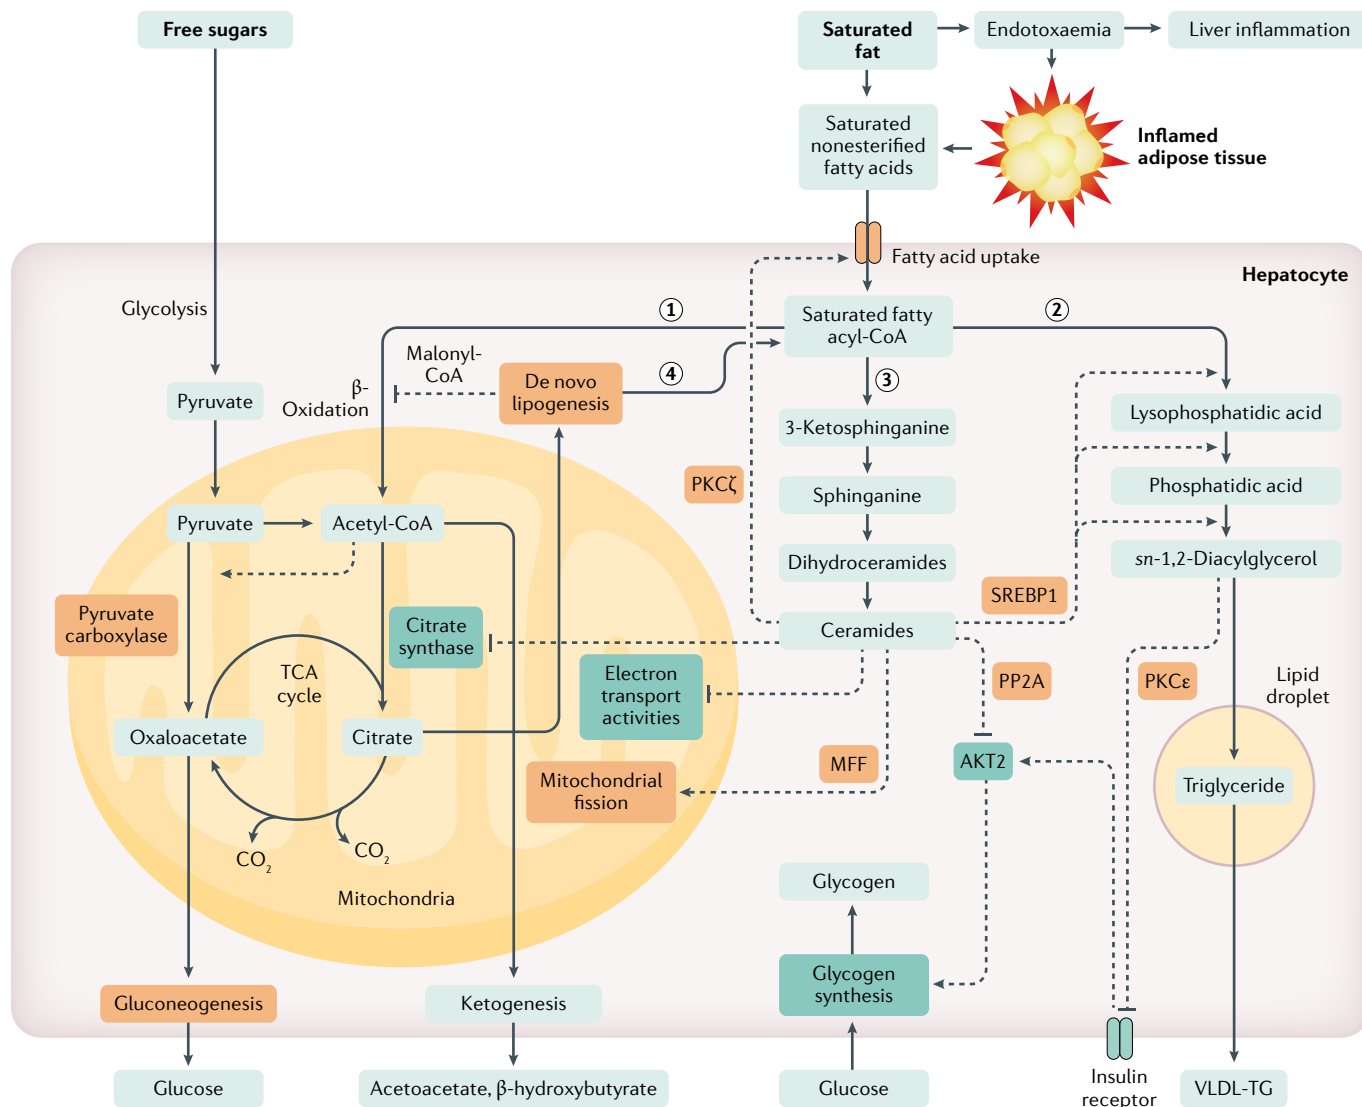 Free sugars
Saturated
fat
Endotoxaemia
Liver inflammation
Saturated
nonesterified
fatty acids
Inflamed
adipose tissue
Fatty acid uptake
Hepatocyte
Glycolysis
1
Saturated fatty
acyl-CoA
2
Malonyl-
CoA
De novo
lipogenesis
4
3
β-
Oxidation
Pyruvate
3-Ketosphinganine
Lysophosphatidic acid
PKCζ
Sphinganine
Phosphatidic acid
Pyruvate
Acetyl-CoA
Dihydroceramides
sn-1,2-Diacylglycerol
SREBP1
Pyruvate
carboxylase
Citrate
synthase
Ceramides
TCA
cycle
Electron
transport
activities
PP2A
PKCε
Lipid
droplet
Oxaloacetate
Citrate
MFF
AKT2
Mitochondrial
fission
Triglyceride
CO₂
CO₂
Mitochondria
Glycogen
Glycogen
synthesis
Gluconeogenesis
Ketogenesis
Glucose
Acetoacetate, β-hydroxybutyrate
Glucose
Insulin
receptor
VLDL-TG